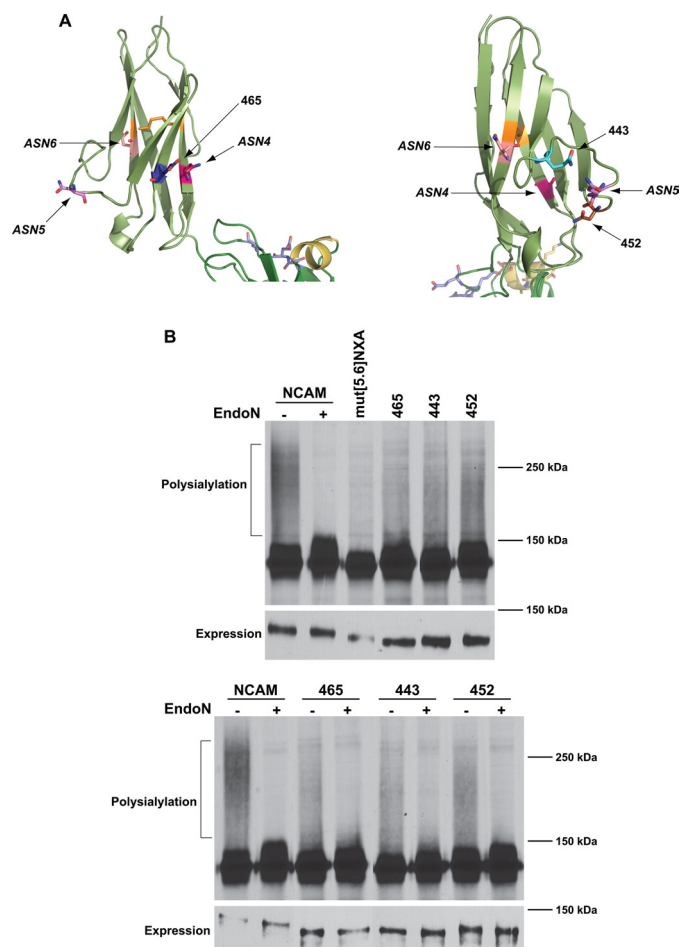 A
465
ASN4
ASN6
ASN5
ASN6
443
ASN4
ASN5
452
B
NCAM mut[5.6]NXA 465 443 452
EndoN - +
Polysialylation
250 kDa
150 kDa
150 kDa
Expression
NCAM 465 443 452
EndoN - + - + - + - +
Polysialylation
250 kDa
150 kDa
150 kDa
Expression